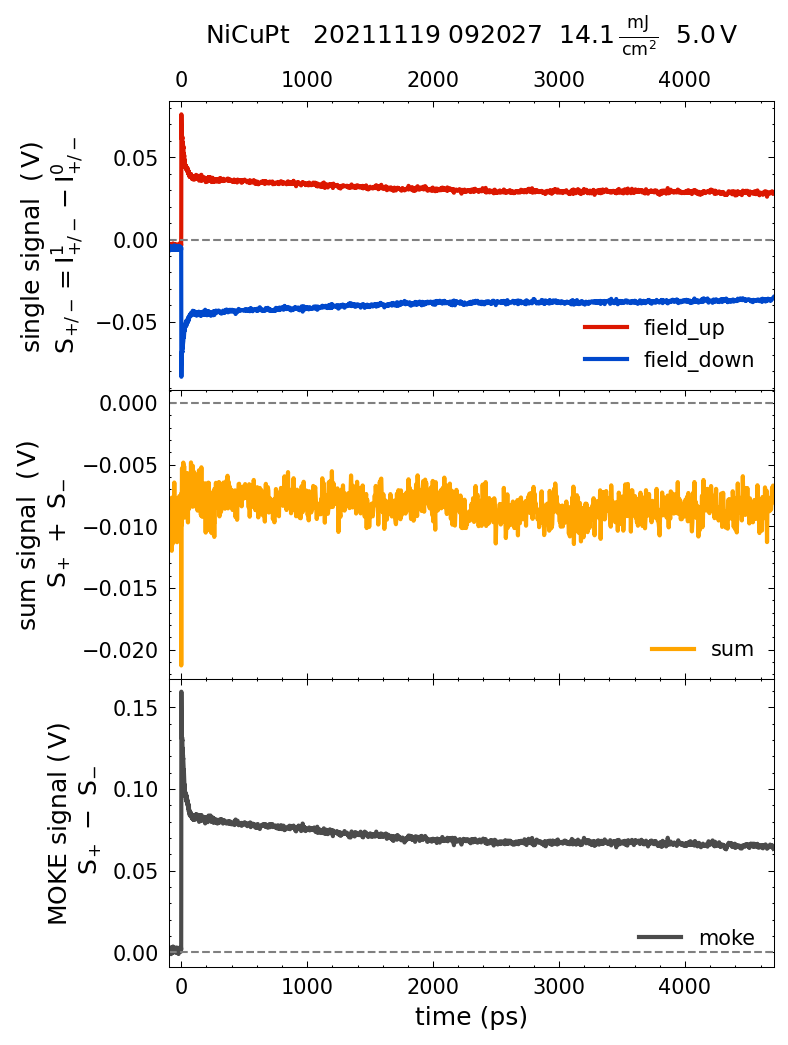 NiCuPt 20211119 092027 14.1 mJ/cm² 5.0 V
0 1000 2000 3000 4000
single signal (V)
S₊/₋ = I¹₊/₋ − I⁰₊/₋
0.05
0.00
−0.05
field_up
field_down
sum signal (V)
S₊ + S₋
0.000
−0.005
−0.010
−0.015
−0.020
sum
MOKE signal (V)
S₊ − S₋
0.15
0.10
0.05
0.00
moke
0 1000 2000 3000 4000
time (ps)